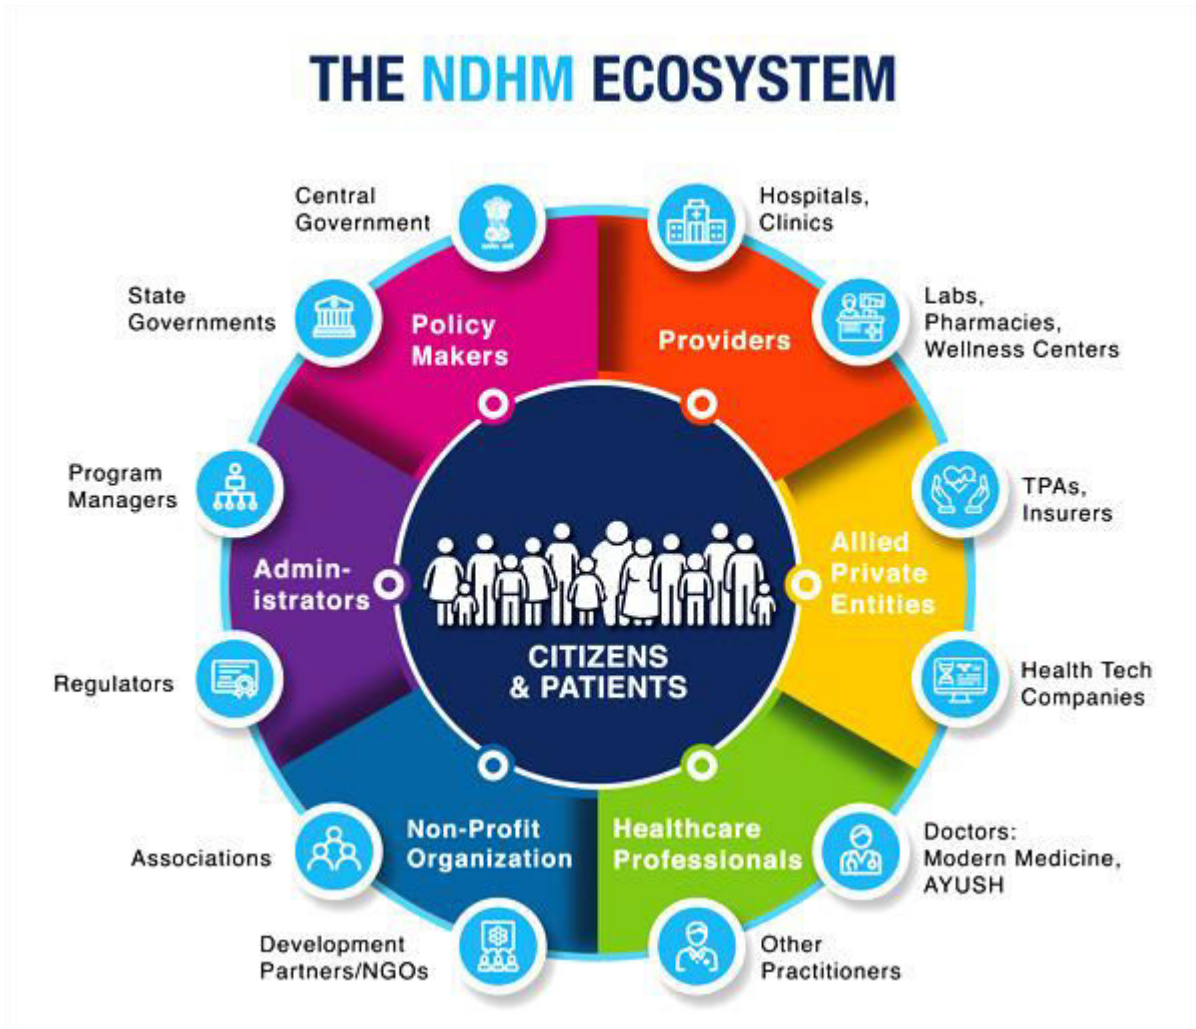 THE NDHM ECOSYSTEM
Central
Government
Hospitals,
Clinics
State
Governments
Labs,
Pharmacies,
Wellness Centers
Policy
Makers
Providers
Program
Managers
TPAs,
Insurers
Admin-
istrators
Allied
Private
Entities
CITIZENS
& PATIENTS
Regulators
Health Tech
Companies
Non-Profit
Organization
Healthcare
Professionals
Associations
Doctors:
Modern Medicine,
AYUSH
Development
Partners/NGOs
Other
Practitioners